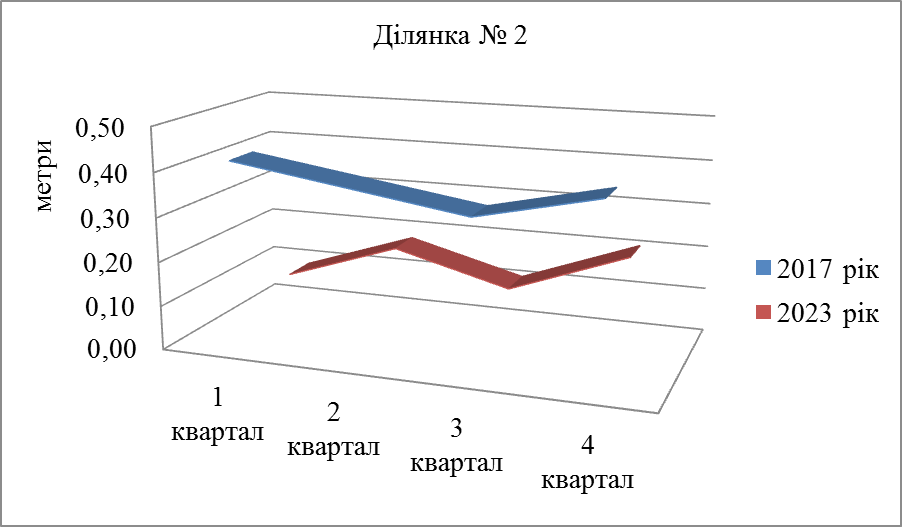 Ділянка № 2
метри
0,50
0,40
0,30
0,20
0,10
0,00
1
квартал
2
квартал
3
квартал
4
квартал
2017 рік
2023 рік